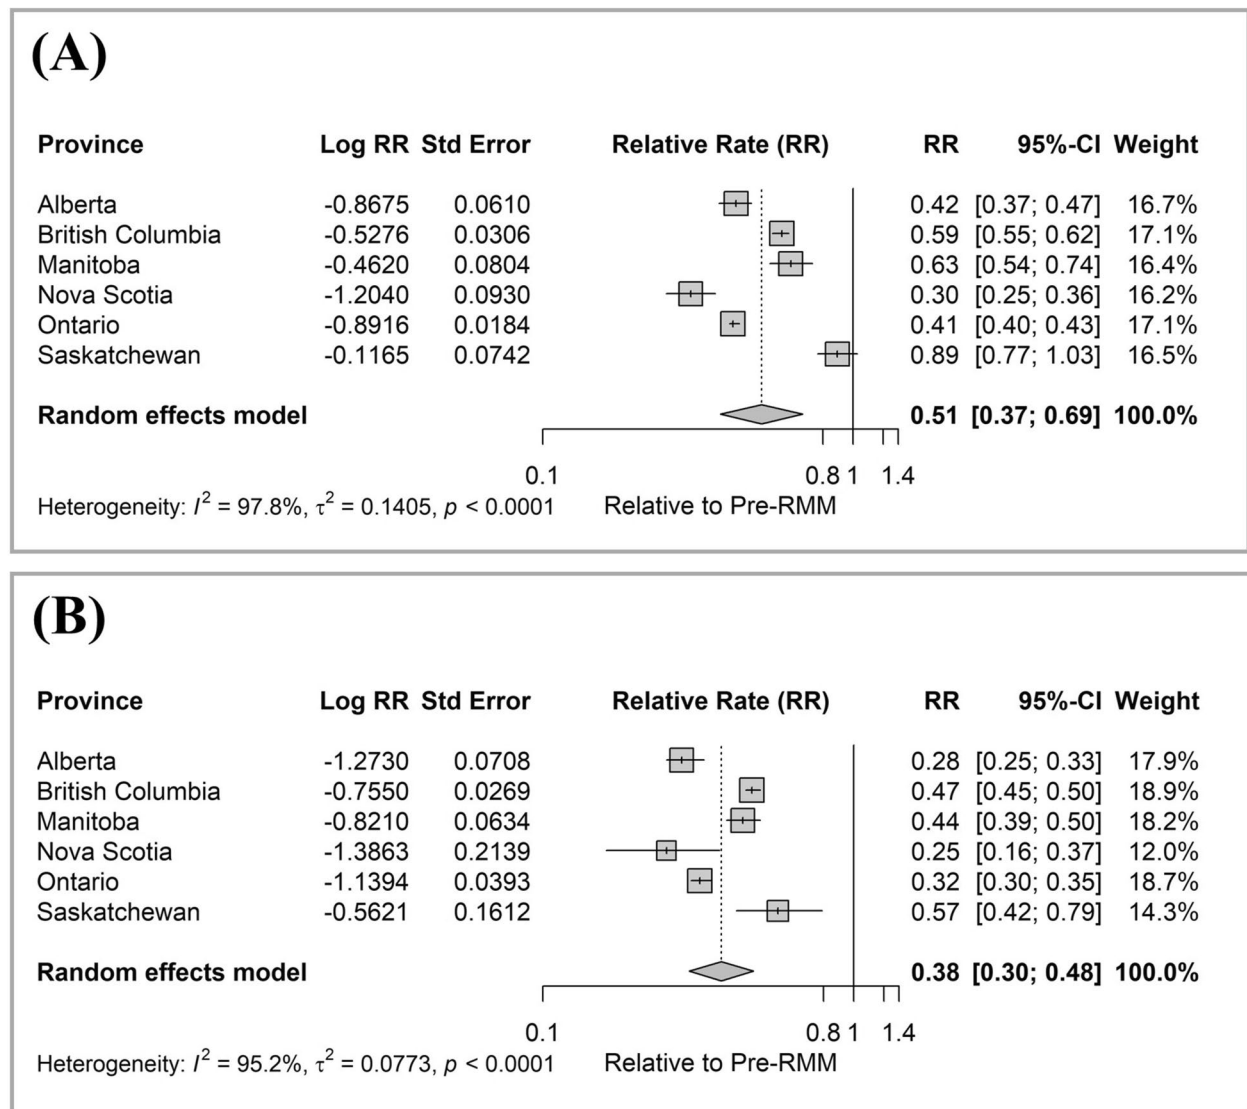 (A)
Province Log RR Std Error Relative Rate (RR) RR 95%-CI Weight
Alberta -0.8675 0.0610 0.42 [0.37; 0.47] 16.7%
British Columbia -0.5276 0.0306 0.59 [0.55; 0.62] 17.1%
Manitoba -0.4620 0.0804 0.63 [0.54; 0.74] 16.4%
Nova Scotia -1.2040 0.0930 0.30 [0.25; 0.36] 16.2%
Ontario -0.8916 0.0184 0.41 [0.40; 0.43] 17.1%
Saskatchewan -0.1165 0.0742 0.89 [0.77; 1.03] 16.5%
Random effects model 0.51 [0.37; 0.69] 100.0%
0.1 0.8 1 1.4
Heterogeneity: I² = 97.8%, τ² = 0.1405, p < 0.0001 Relative to Pre-RMM
(B)
Province Log RR Std Error Relative Rate (RR) RR 95%-CI Weight
Alberta -1.2730 0.0708 0.28 [0.25; 0.33] 17.9%
British Columbia -0.7550 0.0269 0.47 [0.45; 0.50] 18.9%
Manitoba -0.8210 0.0634 0.44 [0.39; 0.50] 18.2%
Nova Scotia -1.3863 0.2139 0.25 [0.16; 0.37] 12.0%
Ontario -1.1394 0.0393 0.32 [0.30; 0.35] 18.7%
Saskatchewan -0.5621 0.1612 0.57 [0.42; 0.79] 14.3%
Random effects model 0.38 [0.30; 0.48] 100.0%
0.1 0.8 1 1.4
Heterogeneity: I² = 95.2%, τ² = 0.0773, p < 0.0001 Relative to Pre-RMM